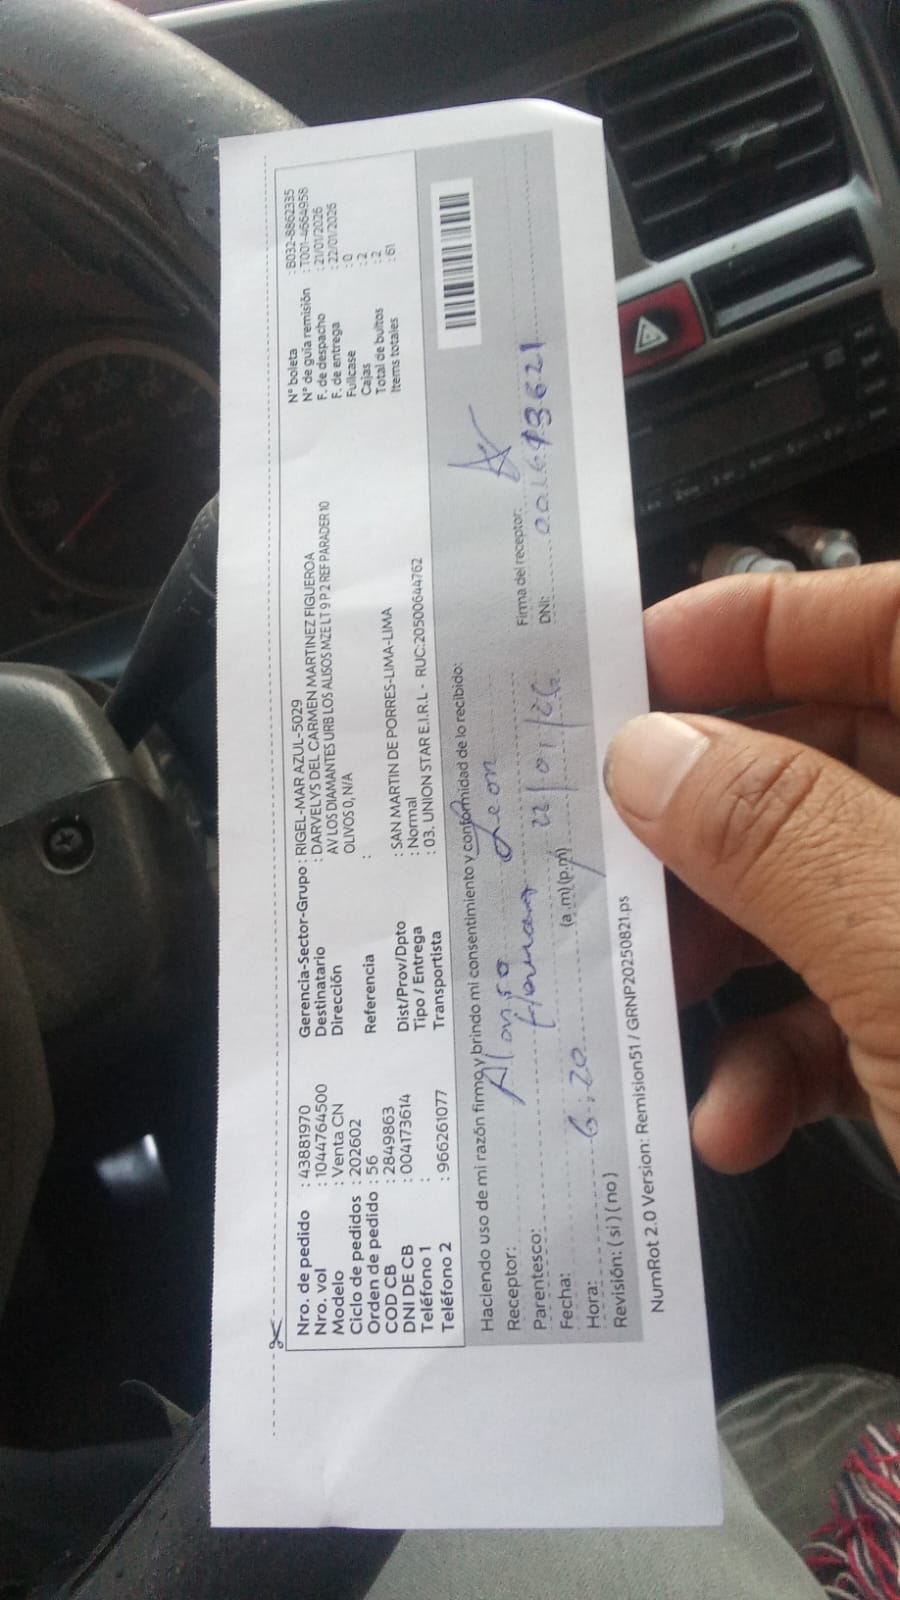 Nro. de pedido : 43881970
Nro. vol : 1044764500
Modelo : Venta CN
Ciclo de pedidos : 202602
Orden de pedido : 56
COD CB : 2849863
DNI DE CB : 004173614
Teléfono 1 :
Teléfono 2 : 966261077
Gerencia-Sector-Grupo : RIGEL-MAR AZUL-5029
Destinatario : DARVELYS DEL CARMEN MARTINEZ FIGUEROA
Dirección AV LOS DIAMANTES URB LOS ALISOS MZ E LT 9 P 2 REF PARADER 10
OLIVOS 0, N/A
Referencia :
Dist/Prov/Dpto : SAN MARTIN DE PORRES-LIMA-LIMA
Tipo / Entrega : Normal
Transportista : 03. UNION STAR E.I.R.L - RUC:20500644762
N° boleta : B032-8862335
N° de guía remisión : T001-4664958
F. de despacho : 21/01/2026
F. de entrega : 22/01/2026
Fullcase : 0
Cajas : 2
Total de bultos : 2
Items totales : 61
Haciendo uso de mi razón firmo y brindo mi consentimiento y conformidad de lo recibido:
Receptor: Alonso Leon
Parentesco: Hermano
Fecha: 22/01/26
Hora: 6:20 (a.m) (p.m)
Revisión: ( si ) ( no )
Firma del receptor:
DNI:
NumRot 2.0 Version: Remision51 / GRNP20250821.ps